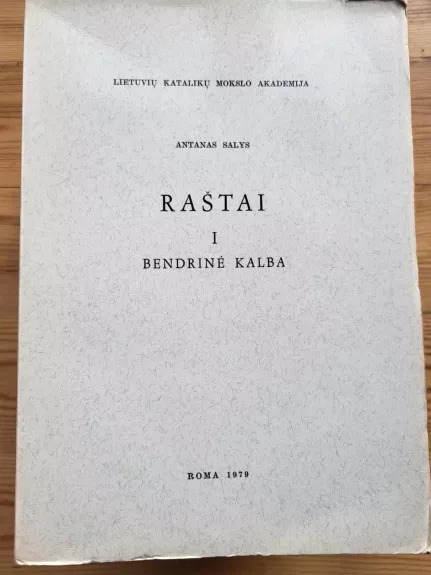 LIETUVIŲ KATALIKŲ MOKSLO AKADEMIJA
ANTANAS SALYS
RAŠTAI
I
BENDRINĖ KALBA
ROMA 1979